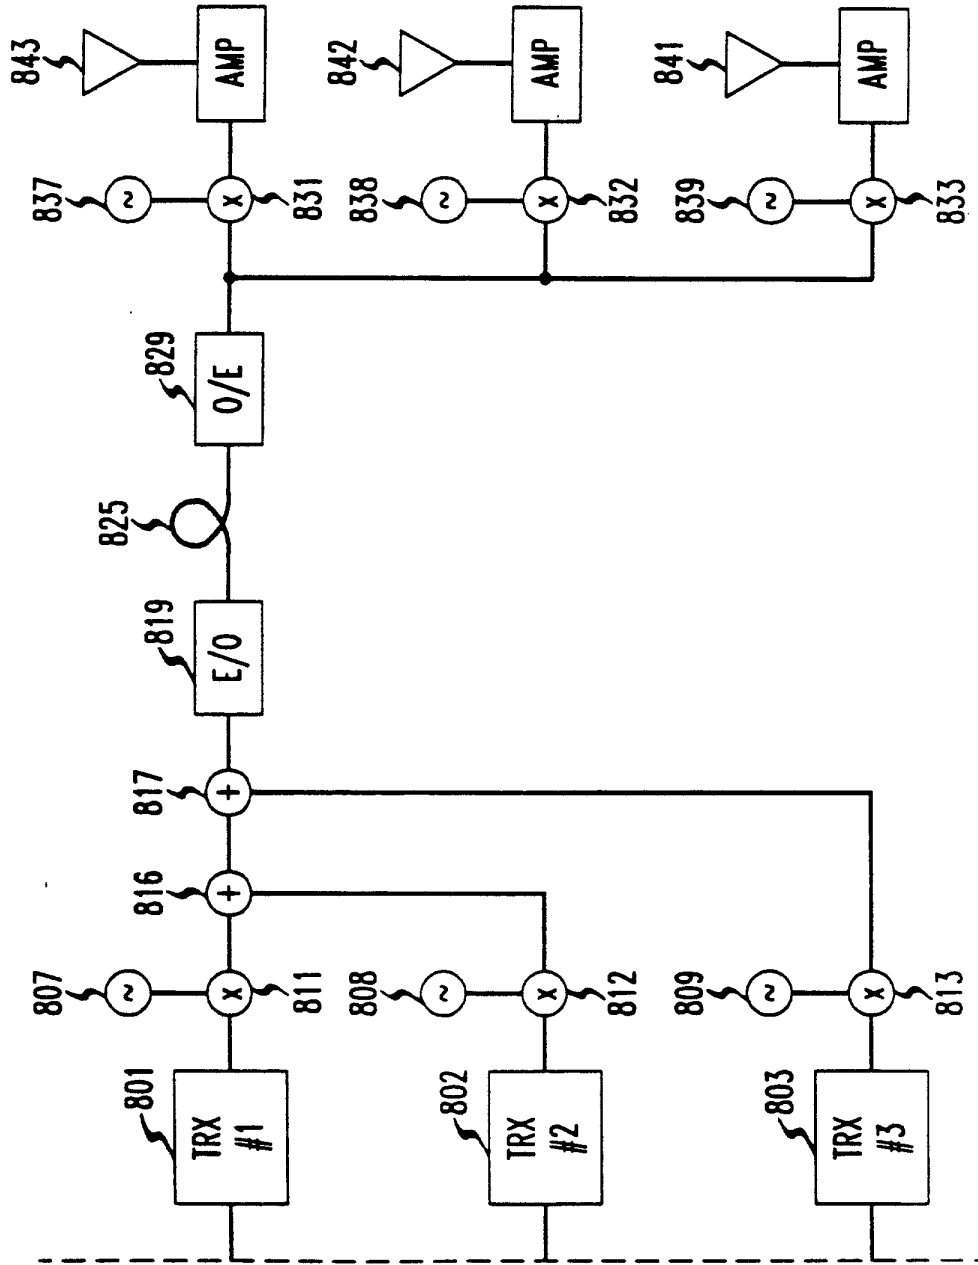 801
TRX
#1
807
~
X
811
816
+
817
+
819
E/O
825
829
O/E
837
~
X
831
843
AMP
802
TRX
#2
808
~
X
812
838
~
X
832
842
AMP
803
TRX
#3
809
~
X
813
839
~
X
833
841
AMP